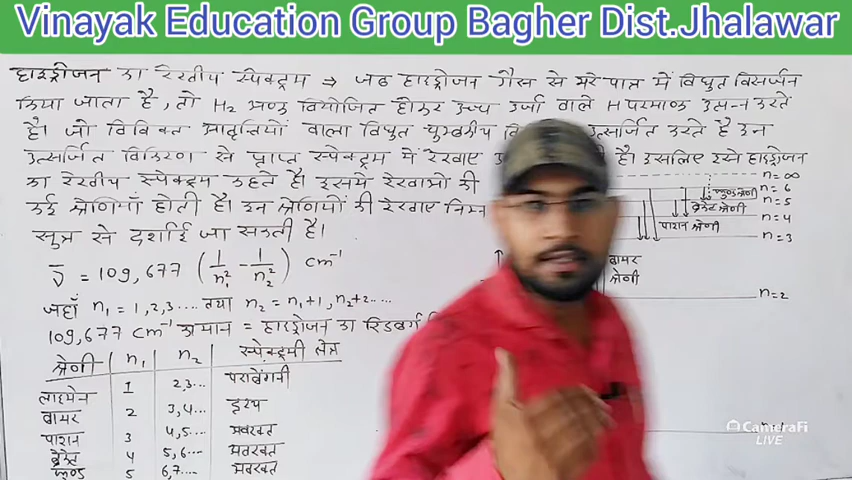 Vinayak Education Group Bagher Dist.Jhalawar
हाइड्रोजन का रेखीय स्पेक्ट्रम ⇒ जब हाइड्रोजन गैस से भरे पात्र में विधुत विसर्जन
किया जाता है, तो H₂ अणु वियोजित होकर उच्च उर्जा वाले H परमाणु उत्पन्न करते
है। जो विविक्त आवृत्तियों वाला विधुत चुम्बकीय उत्सर्जित करते है उन
उत्सर्जित विकिरण से प्राप्त स्पेक्ट्रम में रेखाए है। इसलिए इसे हाइड्रोजन
का रेखीय स्पेक्ट्रम कहते है। इसमे रेखाओ की
कई श्रेणियाँ होती है। इन श्रेणियों की रेखाए निम्न
सूत्र से दर्शाई जा सकती है।
ν̄ = 109,677 (1/n₁² - 1/n₂²) cm⁻¹
जहाँ n₁ = 1,2,3.... तथा n₂ = n₁+1, n₁+2....
109,677 cm⁻¹ का मान = हाइड्रोजन का रिडबर्ग
श्रेणी n₁ n₂ स्पेक्ट्रमी क्षेत्र
लाइमेन 1 2,3... पराबैंगनी
बामर 2 3,4... दृश्य
पाशन 3 4,5.... अवरक्त
ब्रेकेट 4 5,6... अवरक्त
फुण्ड 5 6,7.... अवरक्त
n=∞
फुण्ड श्रेणी n=6
ब्रेकेट श्रेणी n=5
n=4
पाशन श्रेणी n=3
बामर
श्रेणी
n=2
CameraFi
LIVE